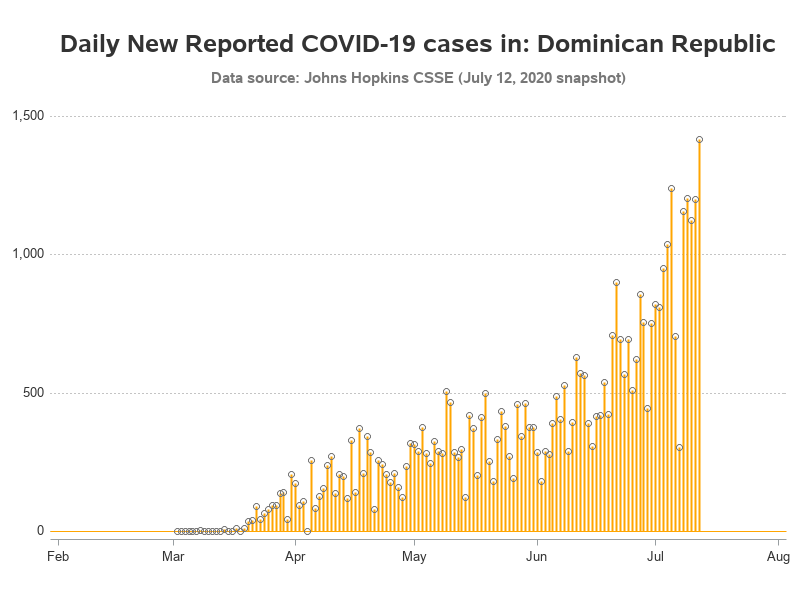 Daily New Reported COVID-19 cases in: Dominican Republic
Data source: Johns Hopkins CSSE (July 12, 2020 snapshot)
1,500
1,000
500
0
Feb Mar Apr May Jun Jul Aug